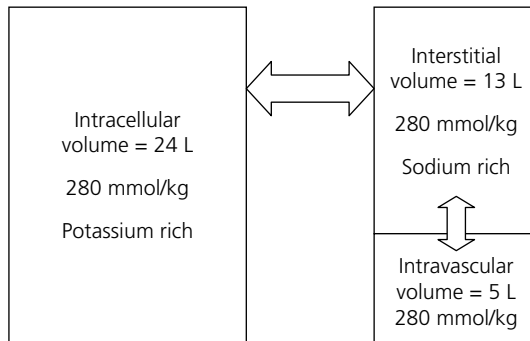 Intracellular
volume = 24 L
280 mmol/kg
Potassium rich
Interstitial
volume = 13 L
280 mmol/kg
Sodium rich
Intravascular
volume = 5 L
280 mmol/kg